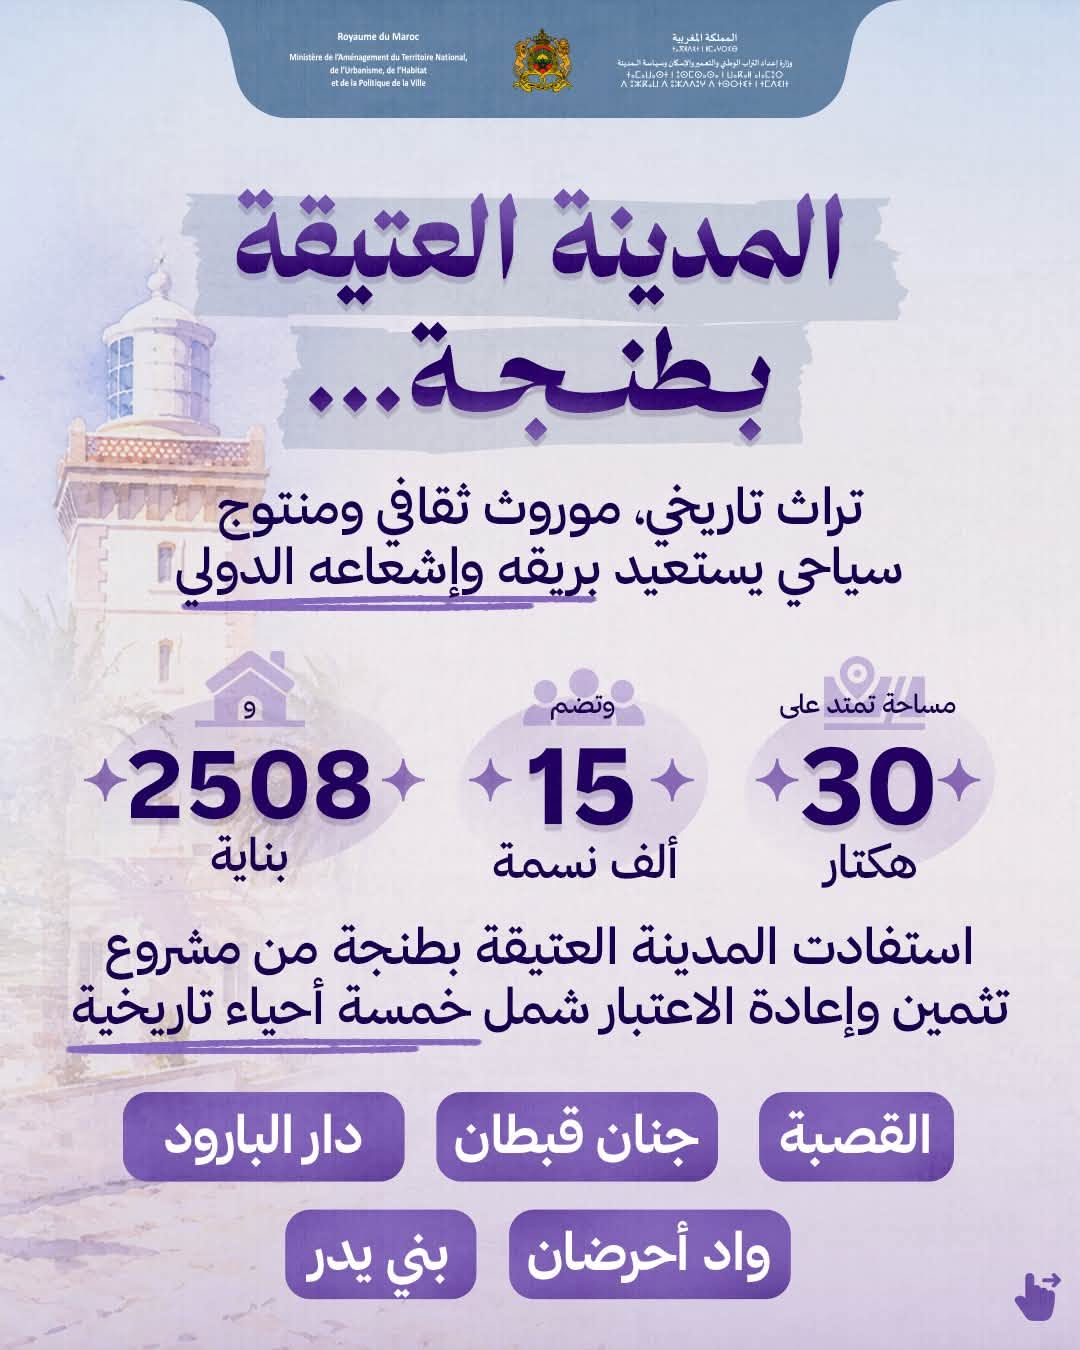 Royaume du Maroc
Ministère de l'Aménagement du Territoire National,
de l'Urbanisme, de l'Habitat
et de la Politique de la Ville
المملكة المغربية
وزارة إعداد التراب الوطني والتعمير والإسكان وسياسة المدينة
المدينة العتيقة
بطنجة...
تراث تاريخي، موروث ثقافي ومنتوج
سياحي يستعيد بريقه وإشعاعه الدولي
مساحة تمتد على
30
هكتار
وتضم
15
ألف نسمة
و
2508
بناية
استفادت المدينة العتيقة بطنجة من مشروع
تثمين وإعادة الاعتبار شمل خمسة أحياء تاريخية
القصبة
جنان قبطان
دار البارود
واد أحرضان
بني يدر